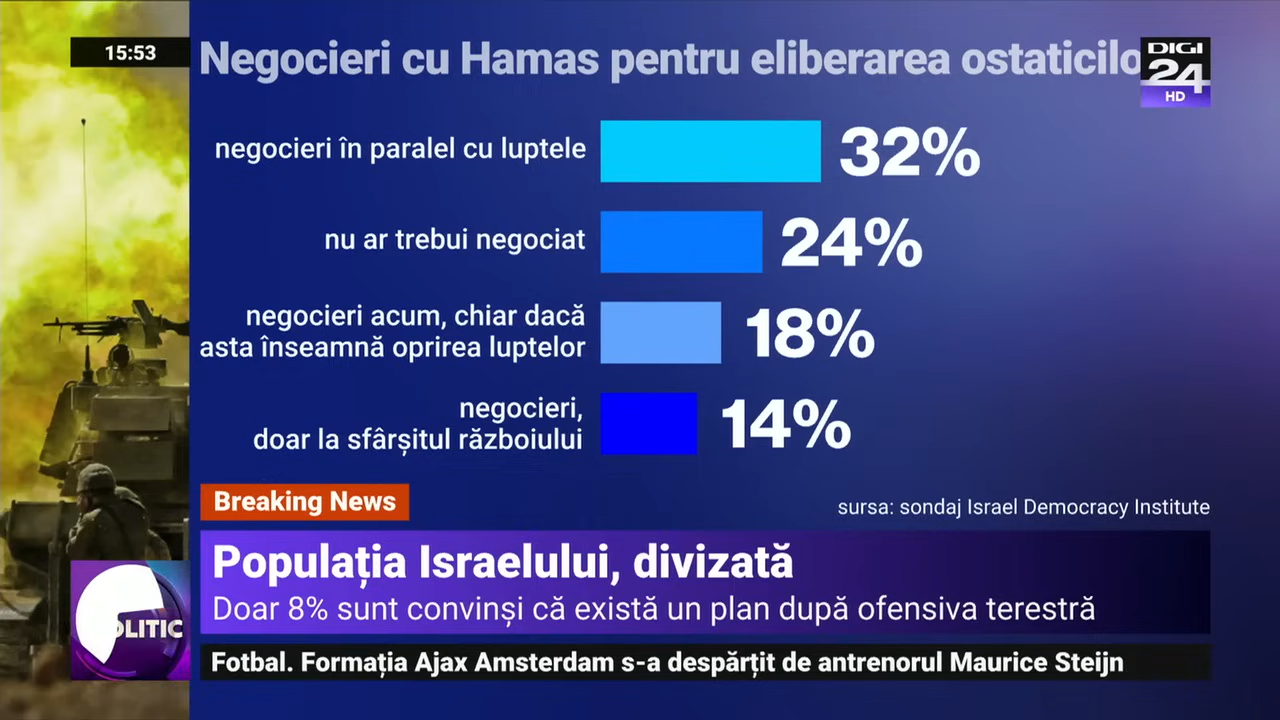 15:53
Negocieri cu Hamas pentru eliberarea ostaticilo
DIGI
24
HD
negocieri în paralel cu luptele
32%
nu ar trebui negociat
24%
negocieri acum, chiar dacă
asta înseamnă oprirea luptelor
18%
negocieri,
doar la sfârșitul războiului
14%
Breaking News
sursa: sondaj Israel Democracy Institute
Populația Israelului, divizată
Doar 8% sunt convinși că există un plan după ofensiva terestră
OLITIC
Fotbal. Formația Ajax Amsterdam s-a despărțit de antrenorul Maurice Steijn